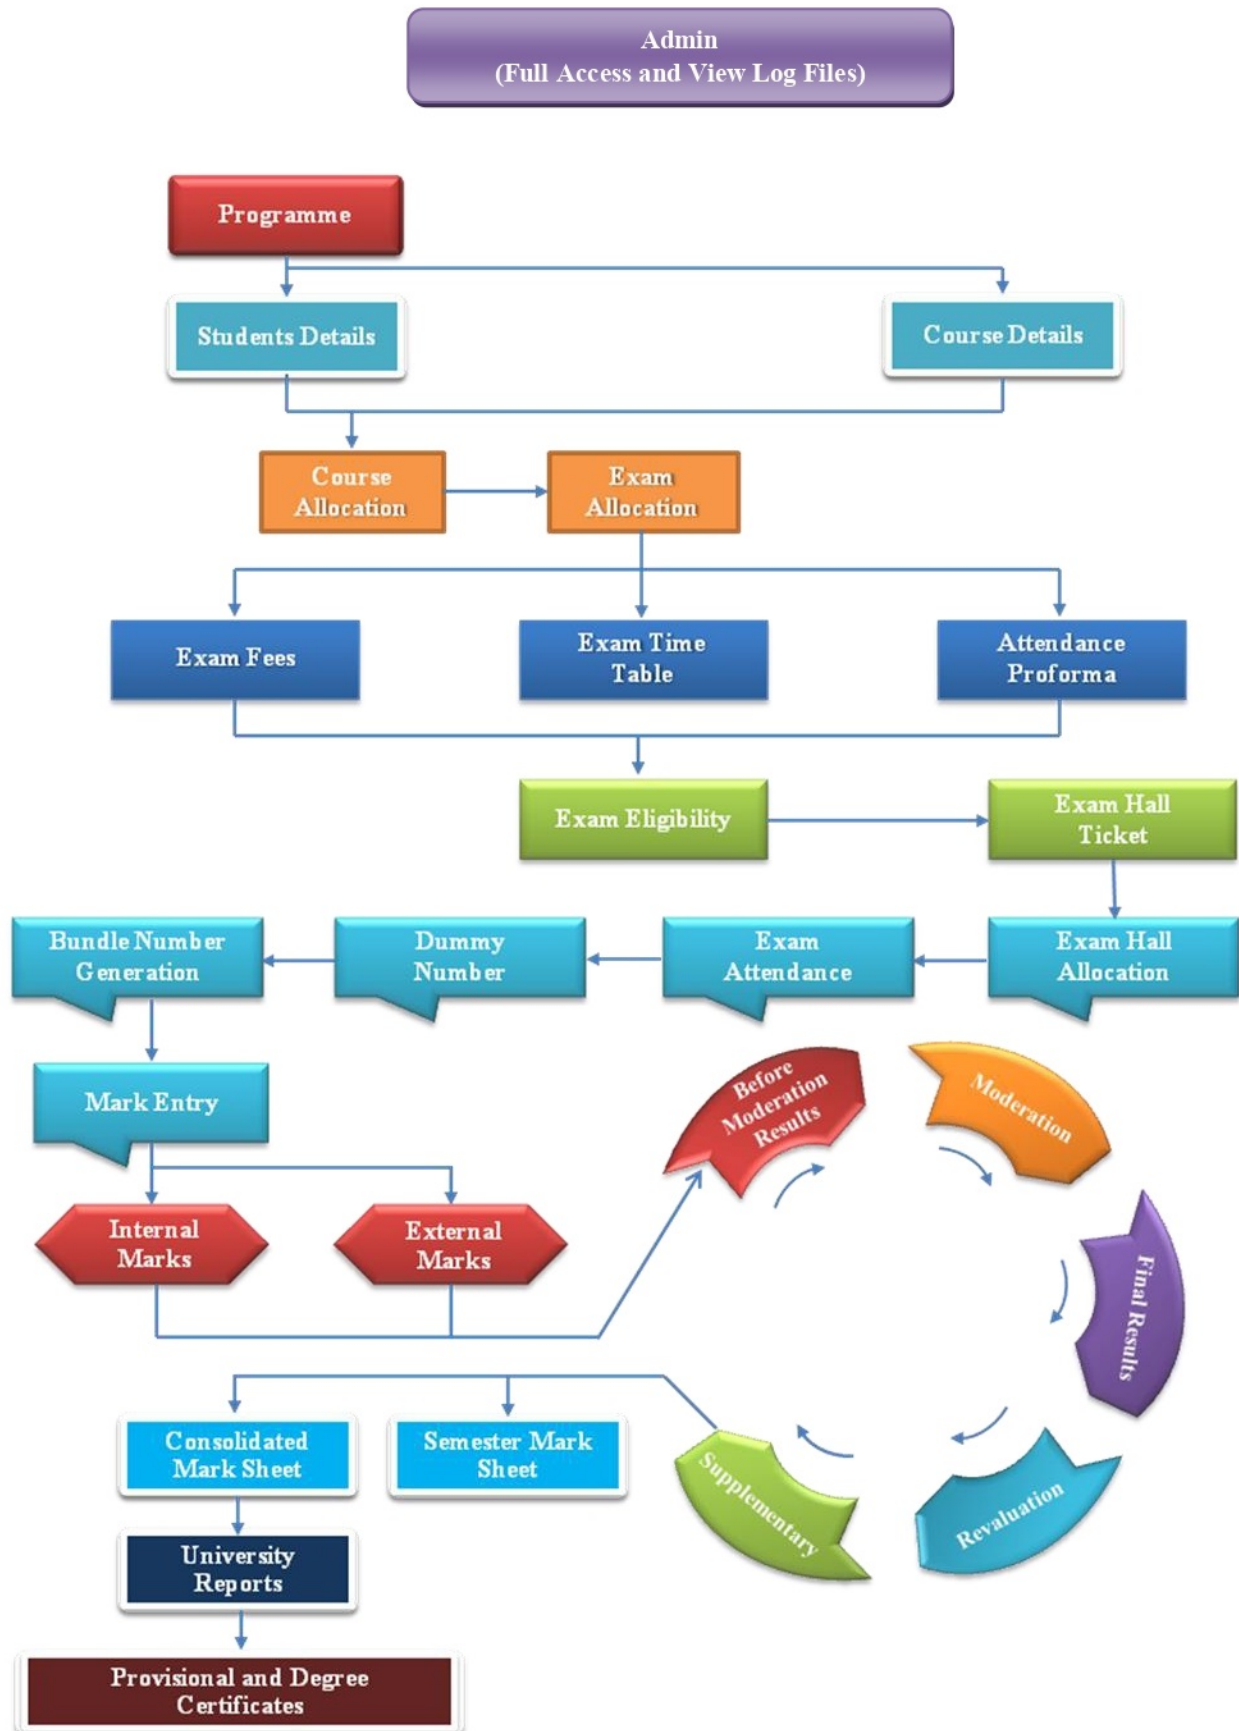 Admin
(Full Access and View Log Files)
Programme
Students Details
Course Details
Course
Allocation
Exam
Allocation
Exam Fees
Exam Time
Table
Attendance
Proforma
Exam Eligibility
Exam Hall
Ticket
Bundle Number
Generation
Dummy
Number
Exam
Attendance
Exam Hall
Allocation
Mark Entry
Internal
Marks
External
Marks
Before
Moderation
Results
Moderation
Final Results
Revaluation
Supplementary
Consolidated
Mark Sheet
Semester Mark
Sheet
University
Reports
Provisional and Degree
Certificates